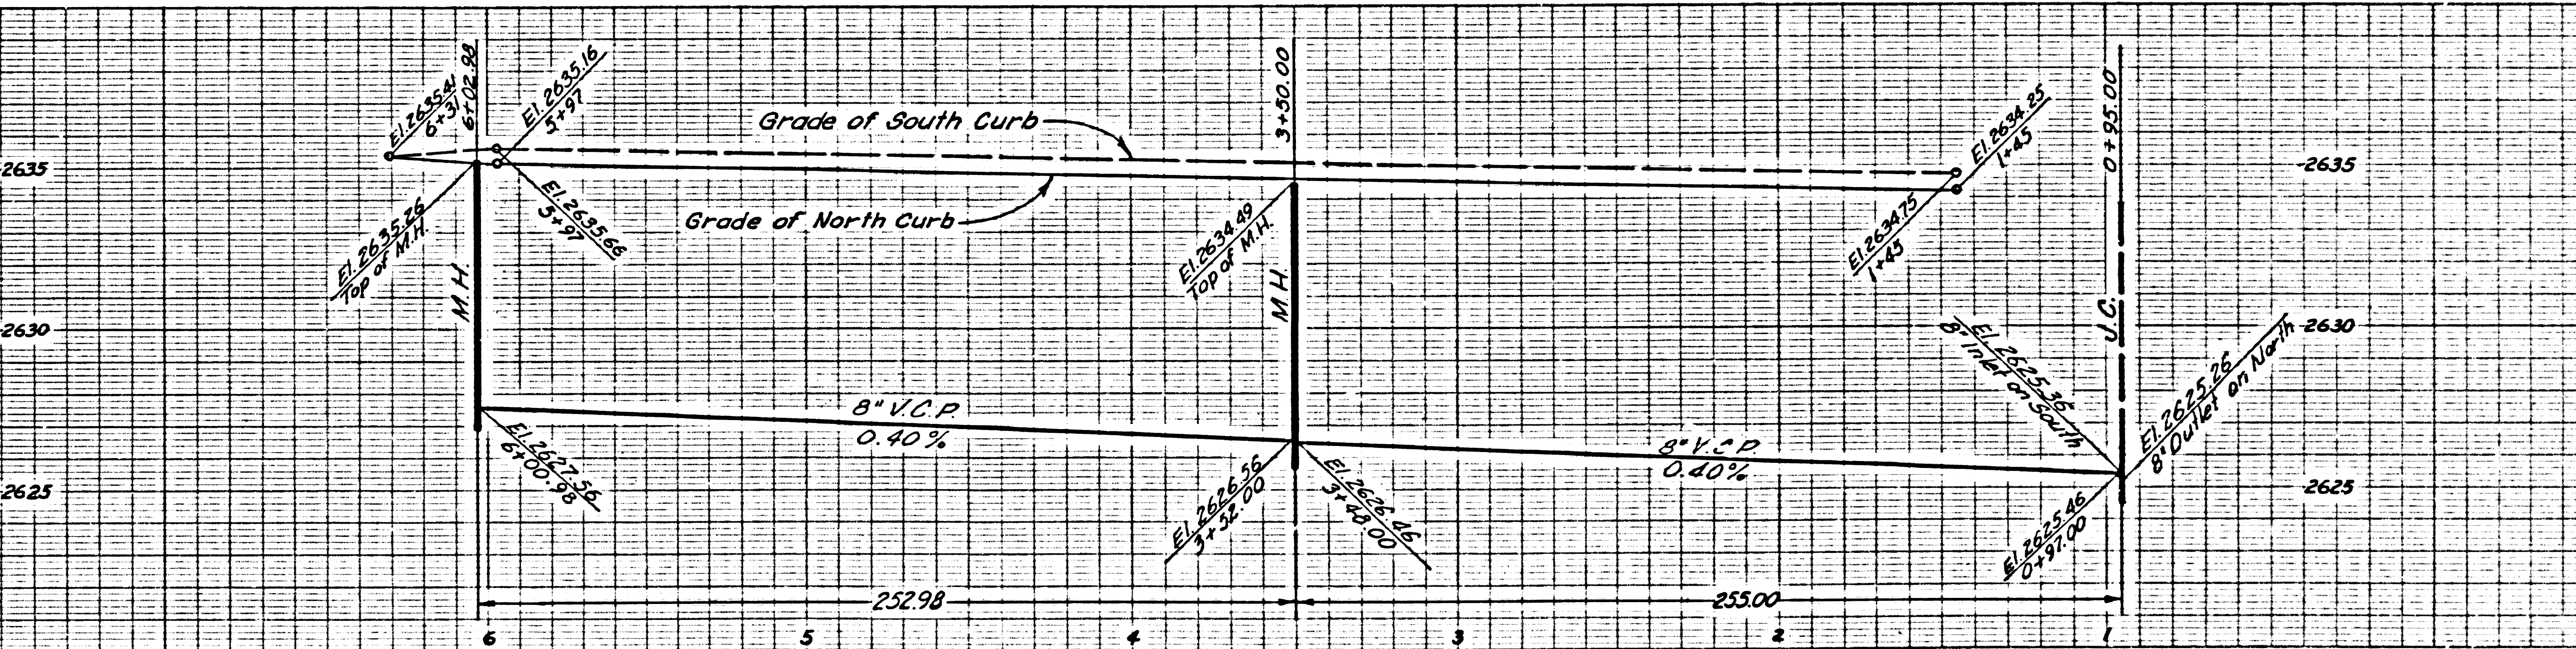 El. 2635.41
6+31
6+02.98
El. 2635.16
5+97
Grade of South Curb
3+50.00
El. 2634.25
1+45
0+95.00
2635
2635
El. 2635.26
Top of M.H.
M.H.
El. 2635.66
5+97
Grade of North Curb
El. 2634.49
Top of M.H.
M.H.
El. 2634.75
1+45
J.C.
2630
2630
El. 2625.36
8" Inlet on South
El. 2625.26
8" Outlet on North
8" V.C.P.
0.40%
8" V.C.P.
0.40%
El. 2627.56
6+00.98
2625
2625
El. 2626.56
3+52.00
El. 2626.46
3+48.00
El. 2625.46
0+97.00
252.98
255.00
6 5 4 3 2 1